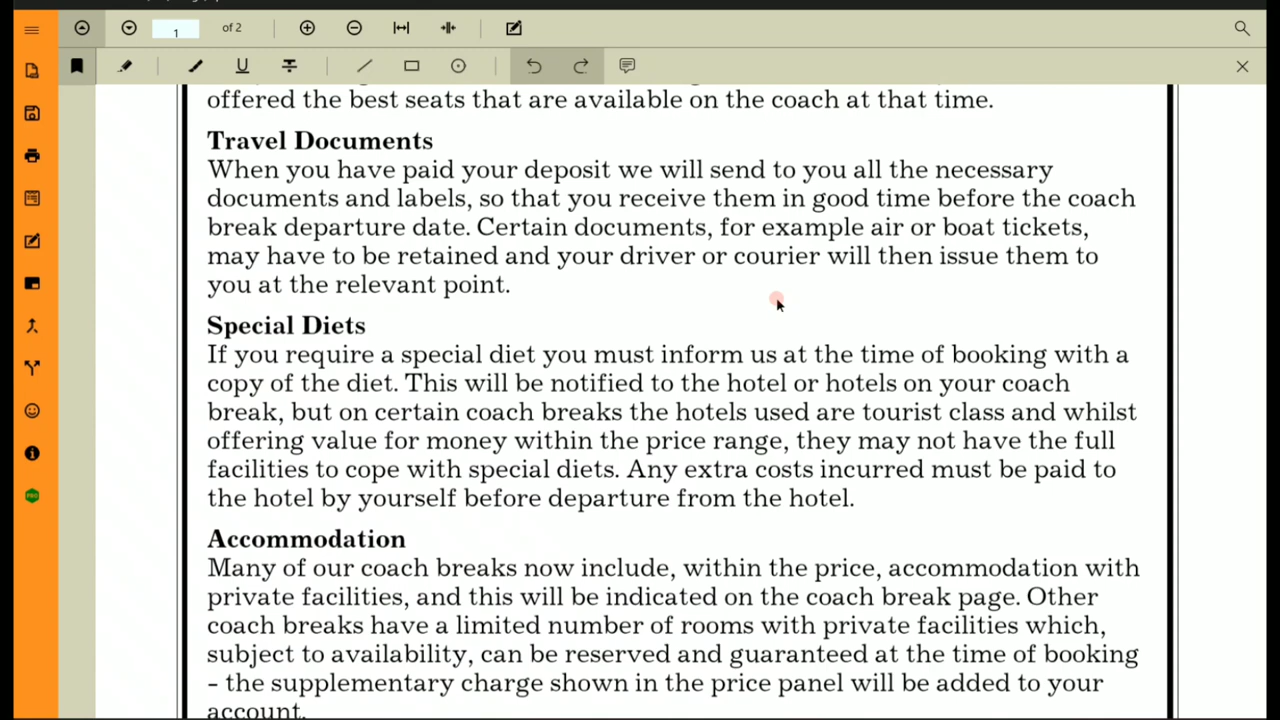 1
of 2
offered the best seats that are available on the coach at that time.
Travel Documents
When you have paid your deposit we will send to you all the necessary
documents and labels, so that you receive them in good time before the coach
break departure date. Certain documents, for example air or boat tickets,
may have to be retained and your driver or courier will then issue them to
you at the relevant point.
Special Diets
If you require a special diet you must inform us at the time of booking with a
copy of the diet. This will be notified to the hotel or hotels on your coach
break, but on certain coach breaks the hotels used are tourist class and whilst
offering value for money within the price range, they may not have the full
facilities to cope with special diets. Any extra costs incurred must be paid to
the hotel by yourself before departure from the hotel.
Accommodation
Many of our coach breaks now include, within the price, accommodation with
private facilities, and this will be indicated on the coach break page. Other
coach breaks have a limited number of rooms with private facilities which,
subject to availability, can be reserved and guaranteed at the time of booking
– the supplementary charge shown in the price panel will be added to your
account.
PRO